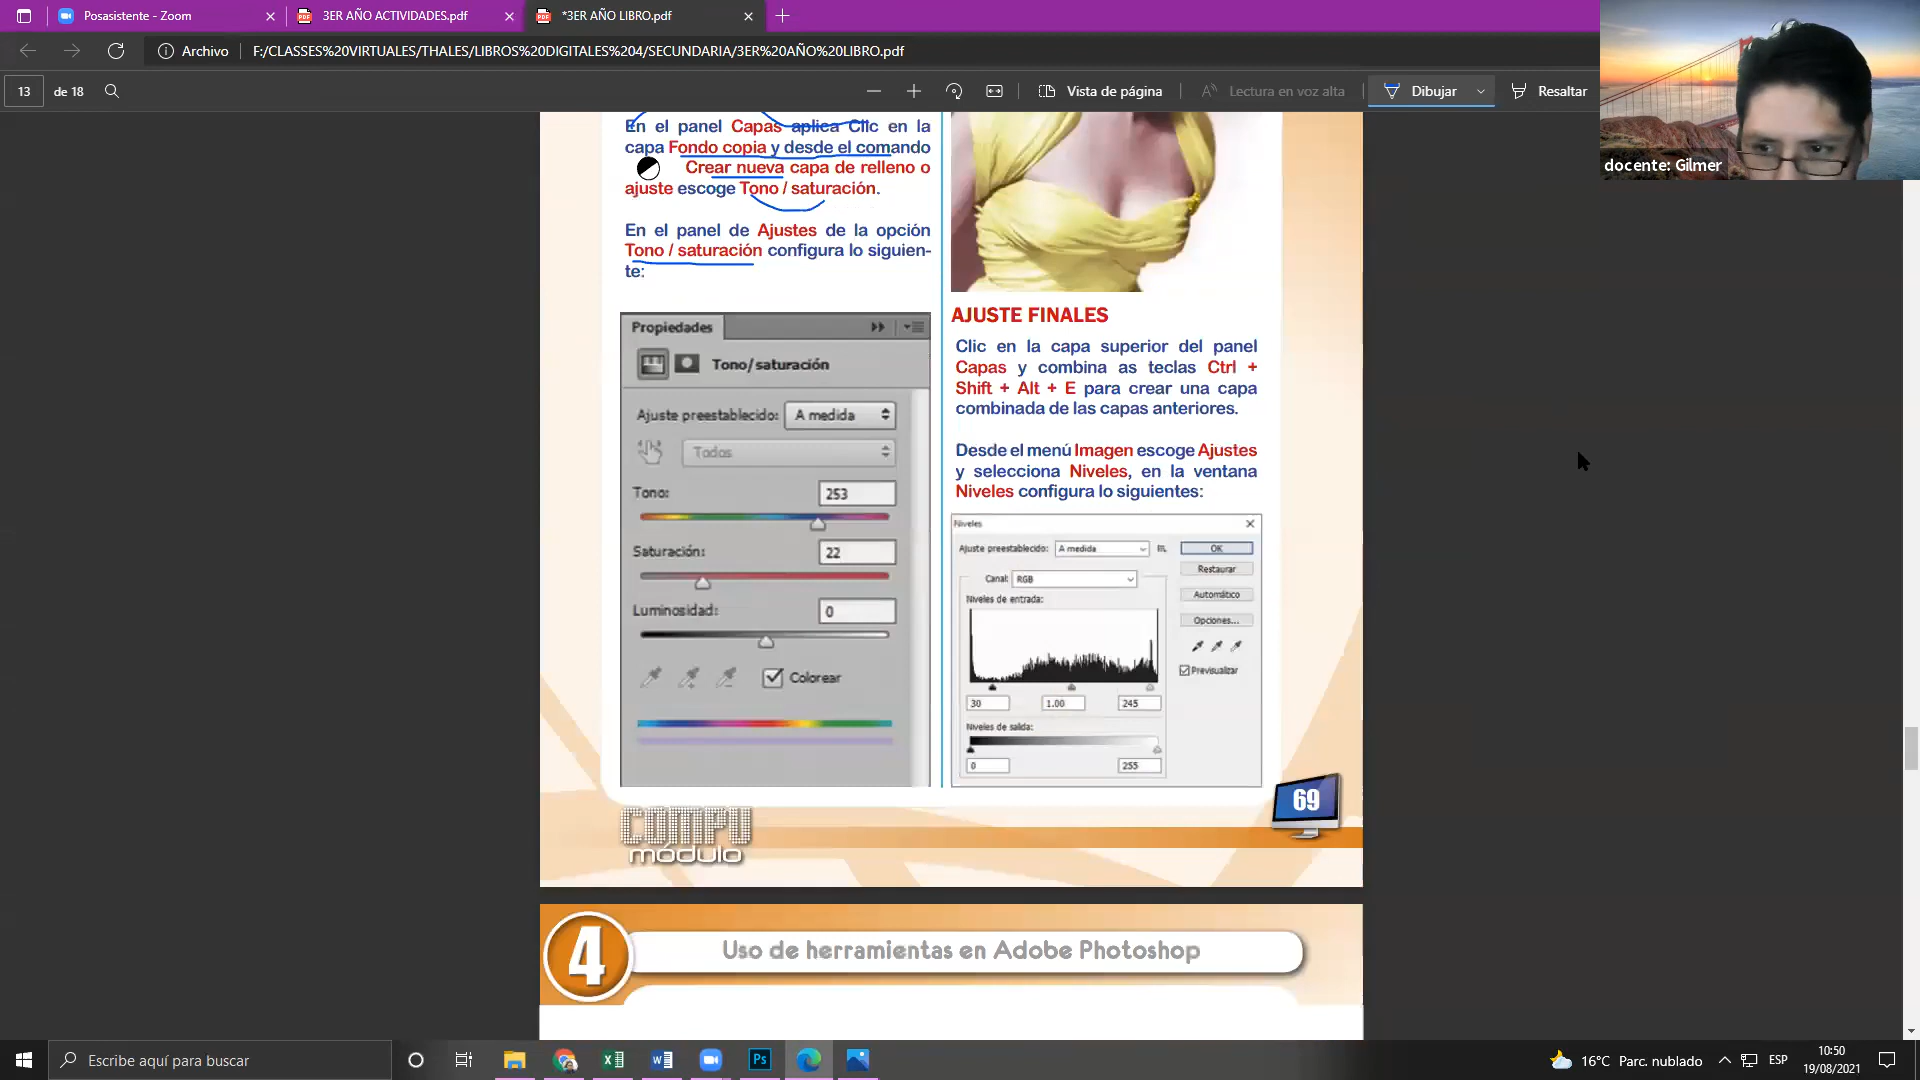 Posasistente - Zoom
3ER AÑO ACTIVIDADES.pdf
*3ER AÑO LIBRO.pdf
Archivo
F:/CLASSES%20VIRTUALES/THALES/LIBROS%20DIGITALES%204/SECUNDARIA/3ER%20AÑO%20LIBRO.pdf
13
de 18
Vista de página
Lectura en voz alta
Dibujar
Resaltar
docente: Gilmer
En el panel Capas aplica Clic en la
capa Fondo copia y desde el comando
Crear nueva capa de relleno o
ajuste escoge Tono / saturación.
En el panel de Ajustes de la opción
Tono / saturación configura lo siguien-
te:
Propiedades
Tono/saturación
Ajuste preestablecido: A medida
Todos
Tono:
253
Saturación:
22
Luminosidad:
0
Colorear
AJUSTE FINALES
Clic en la capa superior del panel
Capas y combina as teclas Ctrl +
Shift + Alt + E para crear una capa
combinada de las capas anteriores.
Desde el menú Imagen escoge Ajustes
y selecciona Niveles, en la ventana
Niveles configura lo siguientes:
Niveles
Ajuste preestablecido: A medida
OK
Canal: RGB
Restaurar
Niveles de entrada:
Automático
Opciones...
Previsualizar
30
1.00
245
Niveles de salida:
0
255
69
COMPU
módulo
4
Uso de herramientas en Adobe Photoshop
Escribe aquí para buscar
Ps
16°C Parc. nublado
ESP
10:50
19/08/2021